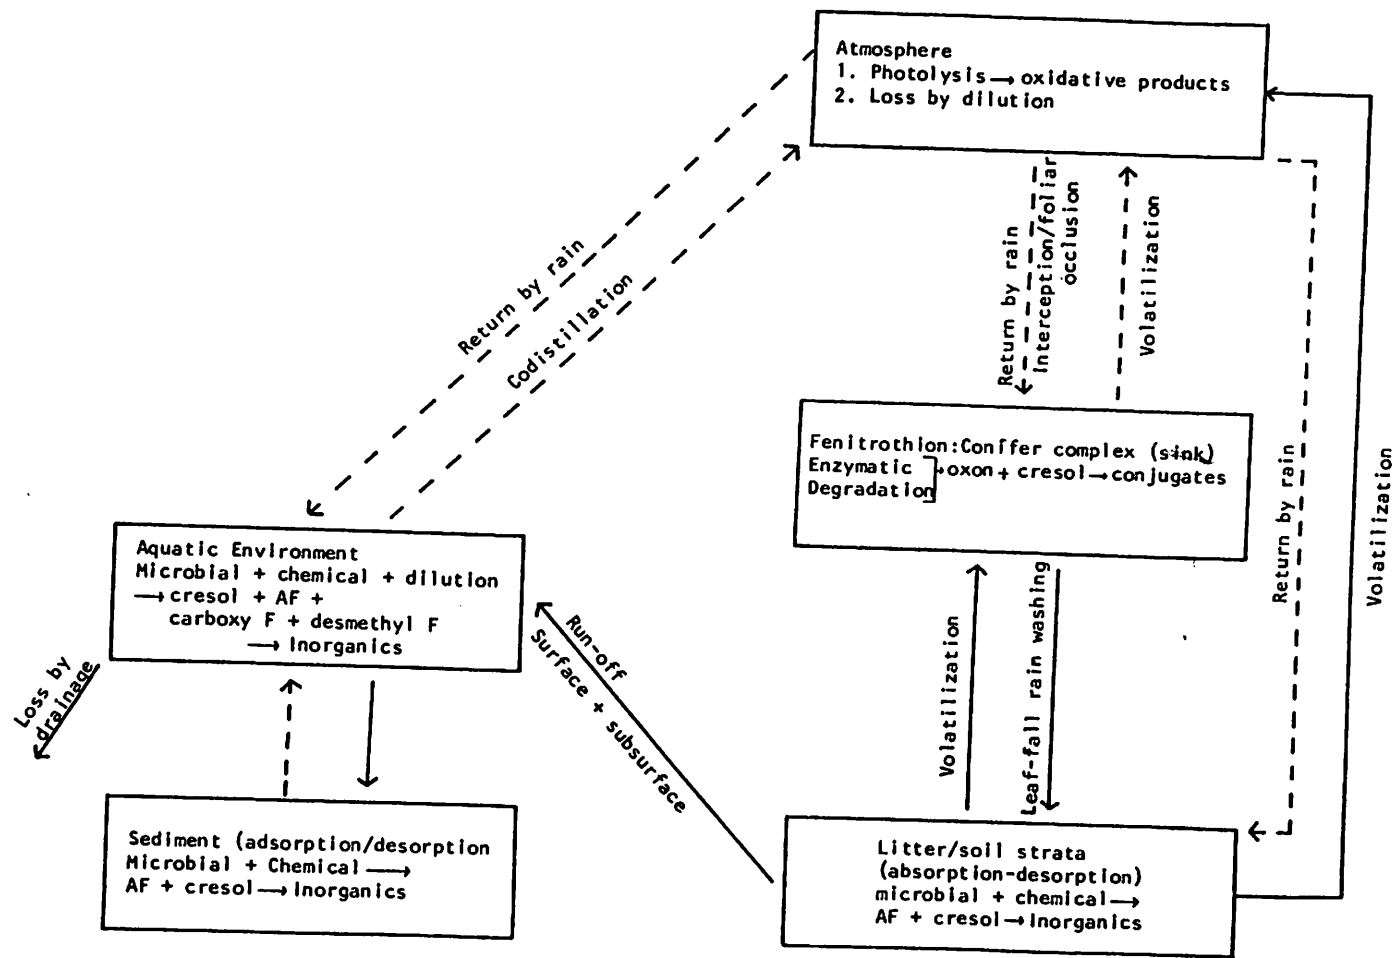 Atmosphere
1. Photolysis→oxidative products
2. Loss by dilution
Return by rain
Codistillation
Return by rain
Interception/foliar
occlusion
Volatilization
Return by rain
Volatilization
Fenitrothion:Conifer complex (sink)
Enzymatic
Degradation
→oxon+ cresol→conjugates
Aquatic Environment
Microbial + chemical + dilution
→cresol + AF +
carboxy F + desmethyl F
→ Inorganics
Loss by
drainage
Run-off
Surface + subsurface
Volatilization
Leaf-fall rain washing
Sediment (adsorption/desorption
Microbial + Chemical→
AF + cresol→Inorganics
Litter/soil strata
(absorption-desorption)
microbial + chemical→
AF + cresol→Inorganics